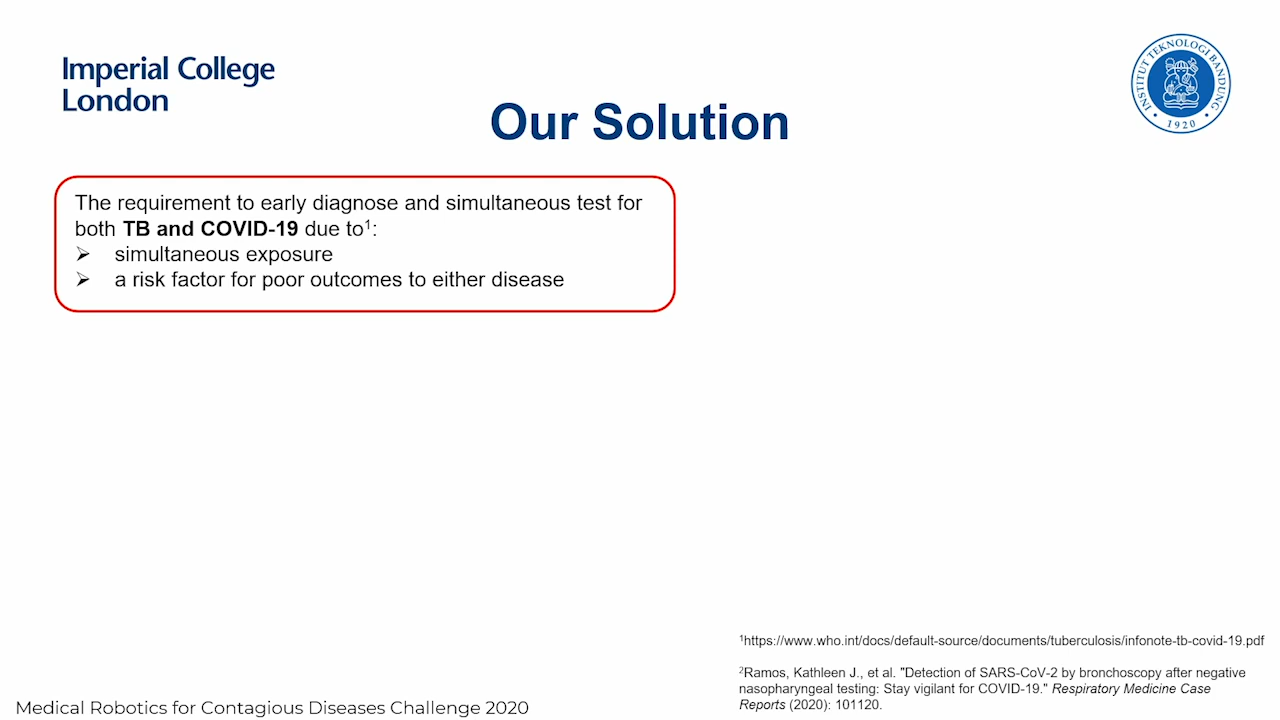 Imperial College
London
INSTITUT TEKNOLOGI BANDUNG
1920
Our Solution
The requirement to early diagnose and simultaneous test for
both TB and COVID-19 due to¹:
➢ simultaneous exposure
➢ a risk factor for poor outcomes to either disease
¹https://www.who.int/docs/default-source/documents/tuberculosis/infonote-tb-covid-19.pdf
²Ramos, Kathleen J., et al. "Detection of SARS-CoV-2 by bronchoscopy after negative
nasopharyngeal testing: Stay vigilant for COVID-19." Respiratory Medicine Case
Reports (2020): 101120.
Medical Robotics for Contagious Diseases Challenge 2020